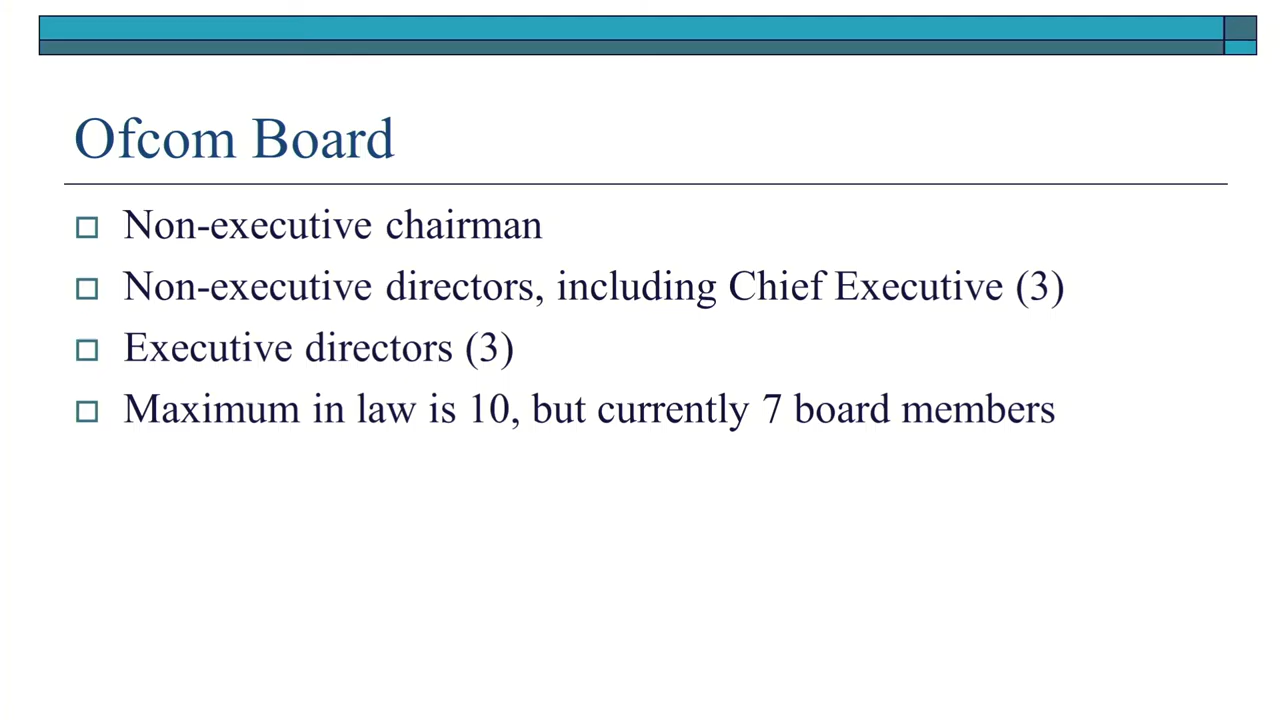 Ofcom Board
Non-executive chairman
Non-executive directors, including Chief Executive (3)
Executive directors (3)
Maximum in law is 10, but currently 7 board members